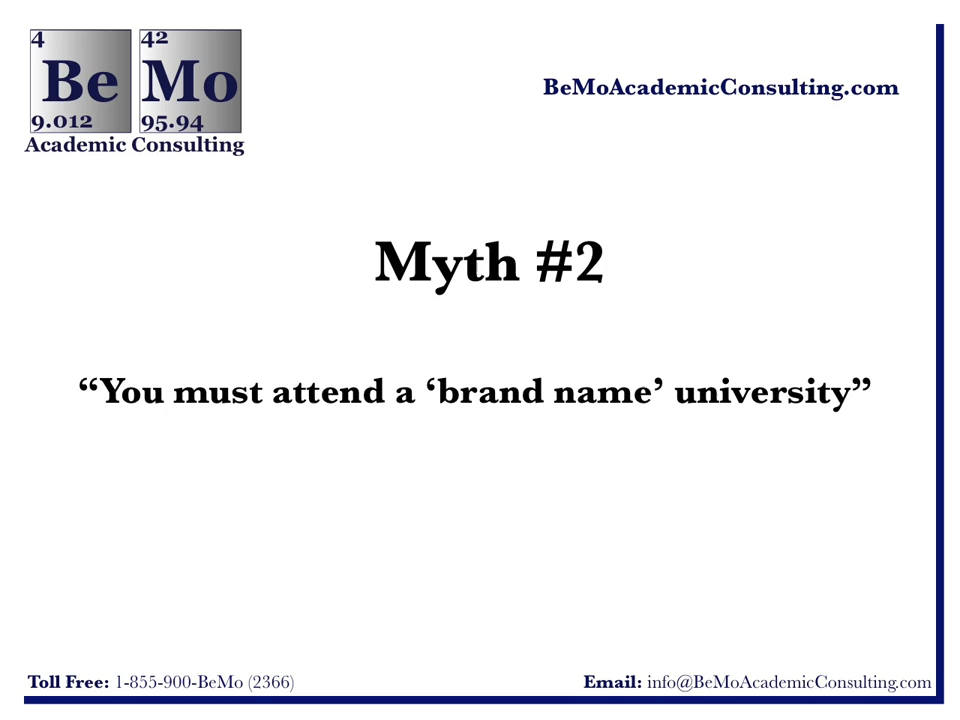 4 42
Be Mo
9.012 95.94
Academic Consulting
BeMoAcademicConsulting.com
Myth #2
“You must attend a ‘brand name’ university”
Toll Free: 1-855-900-BeMo (2366)
Email: info@BeMoAcademicConsulting.com